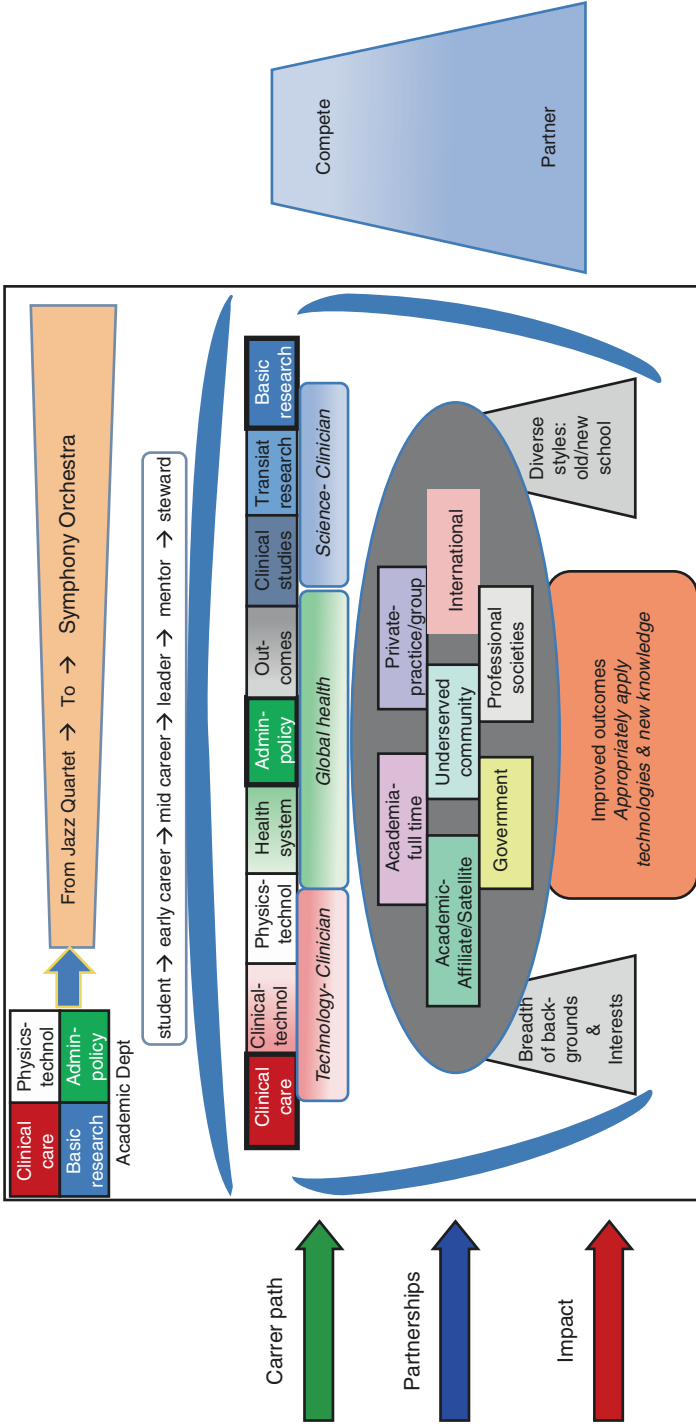 Clinical
care
Physics-
technol
Basic
research
Admin-
policy
Academic Dept
From Jazz Quartet → To → Symphony Orchestra
student → early career → mid career → leader → mentor → steward
Clinical
care
Clinical-
technol
Physics-
technol
Health
system
Admin-
policy
Out-
comes
Clinical
studies
Translat
research
Basic
research
Technology- Clinician
Global health
Science- Clinician
Academia-
full time
Private-
practice/group
Academic-
Affiliate/Satellite
Underserved
community
International
Government
Professional
societies
Breadth
of back-
grounds
&
Interests
Improved outcomes
Appropriately apply
technologies & new knowledge
Diverse
styles:
old/new
school
Carrer path
Partnerships
Impact
Compete
Partner